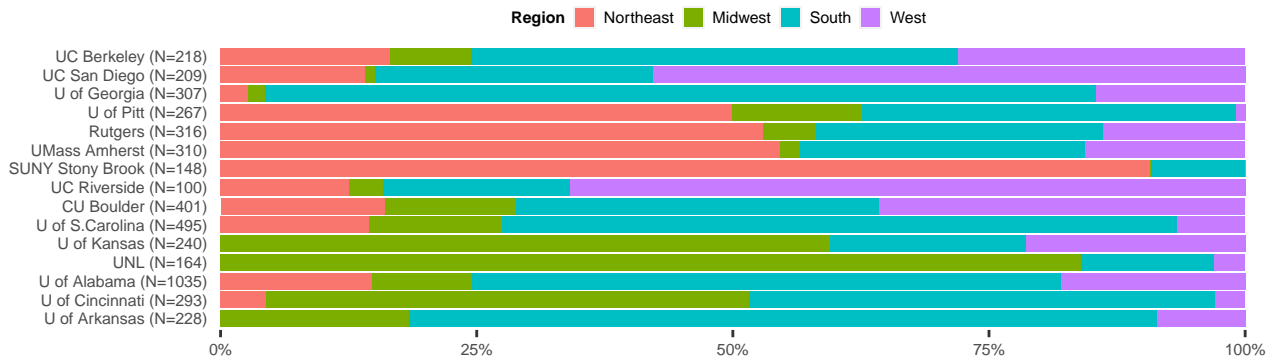 Region Northeast Midwest South West
UC Berkeley (N=218)
UC San Diego (N=209)
U of Georgia (N=307)
U of Pitt (N=267)
Rutgers (N=316)
UMass Amherst (N=310)
SUNY Stony Brook (N=148)
UC Riverside (N=100)
CU Boulder (N=401)
U of S.Carolina (N=495)
U of Kansas (N=240)
UNL (N=164)
U of Alabama (N=1035)
U of Cincinnati (N=293)
U of Arkansas (N=228)
0% 25% 50% 75% 100%